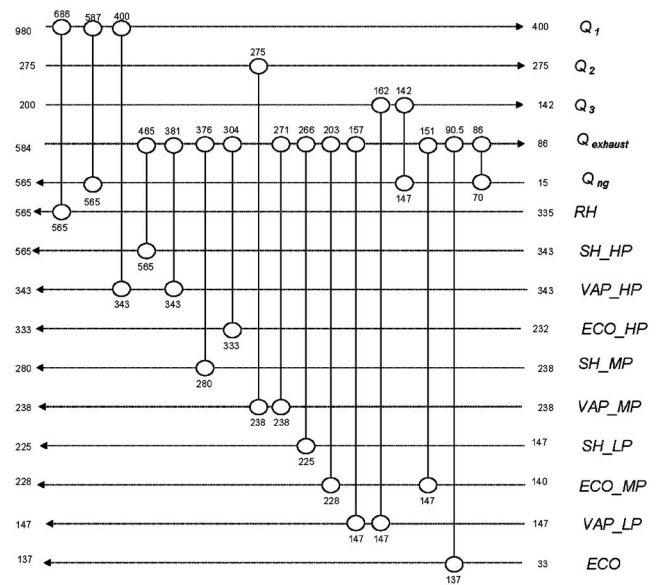 686 587 400
980 400 Q1
275
275 275 Q2
162 142
200 142 Q3
465 381 376 304 271 266 203 157 151 90.5 86
584 86 Qexhaust
565 15 Qng
565 147 70
565 335 RH
565
565 343 SH_HP
565
343 343 VAP_HP
343 343
333 232 ECO_HP
333
280 238 SH_MP
280
238 238 VAP_MP
238 238
225 147 SH_LP
225
228 140 ECO_MP
228 147
147 147 VAP_LP
147 147
137 33 ECO
137